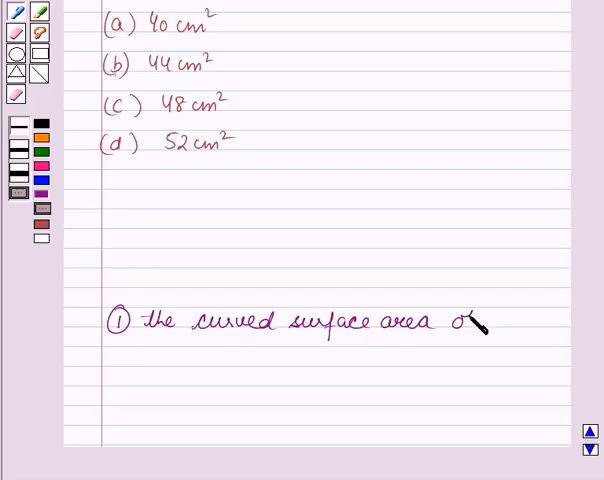 (a) 40 cm²
(b) 44 cm²
(c) 48 cm²
(d) 52 cm²
① the curved surface area o